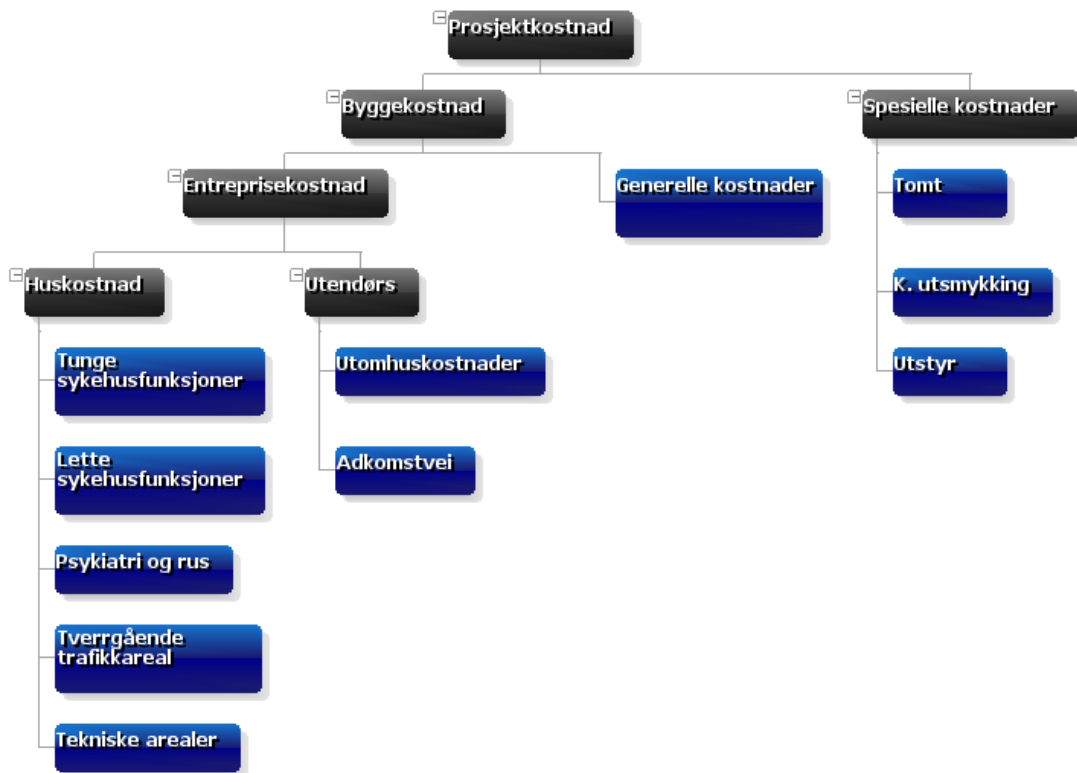 Prosjektkostnad
Byggekostnad
Spesielle kostnader
Entreprisekostnad
Generelle kostnader
Tomt
Huskostnad
Utendørs
K. utsmykking
Tunge
sykehusfunksjoner
Utomhuskostnader
Utstyr
Lette
sykehusfunksjoner
Adkomstvei
Psykiatri og rus
Tverrgående
trafikkareal
Tekniske arealer